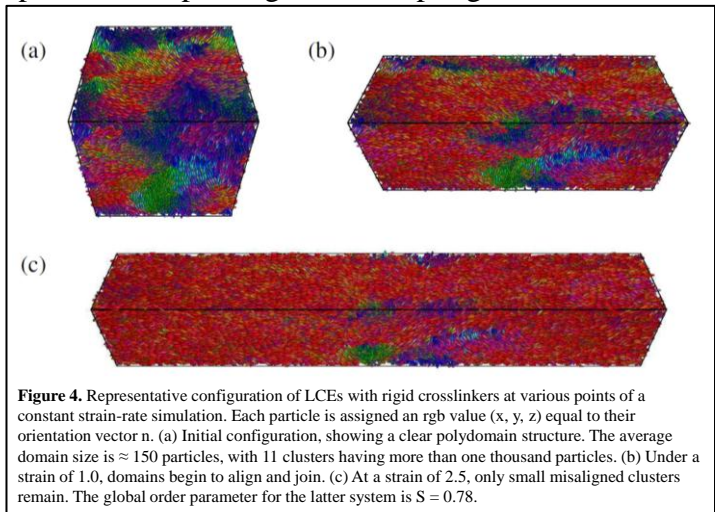 (a)
(b)
(c)
Figure 4. Representative configuration of LCEs with rigid crosslinkers at various points of a
constant strain-rate simulation. Each particle is assigned an rgb value (x, y, z) equal to their
orientation vector n. (a) Initial configuration, showing a clear polydomain structure. The average
domain size is ≈ 150 particles, with 11 clusters having more than one thousand particles. (b) Under a
strain of 1.0, domains begin to align and join. (c) At a strain of 2.5, only small misaligned clusters
remain. The global order parameter for the latter system is S = 0.78.